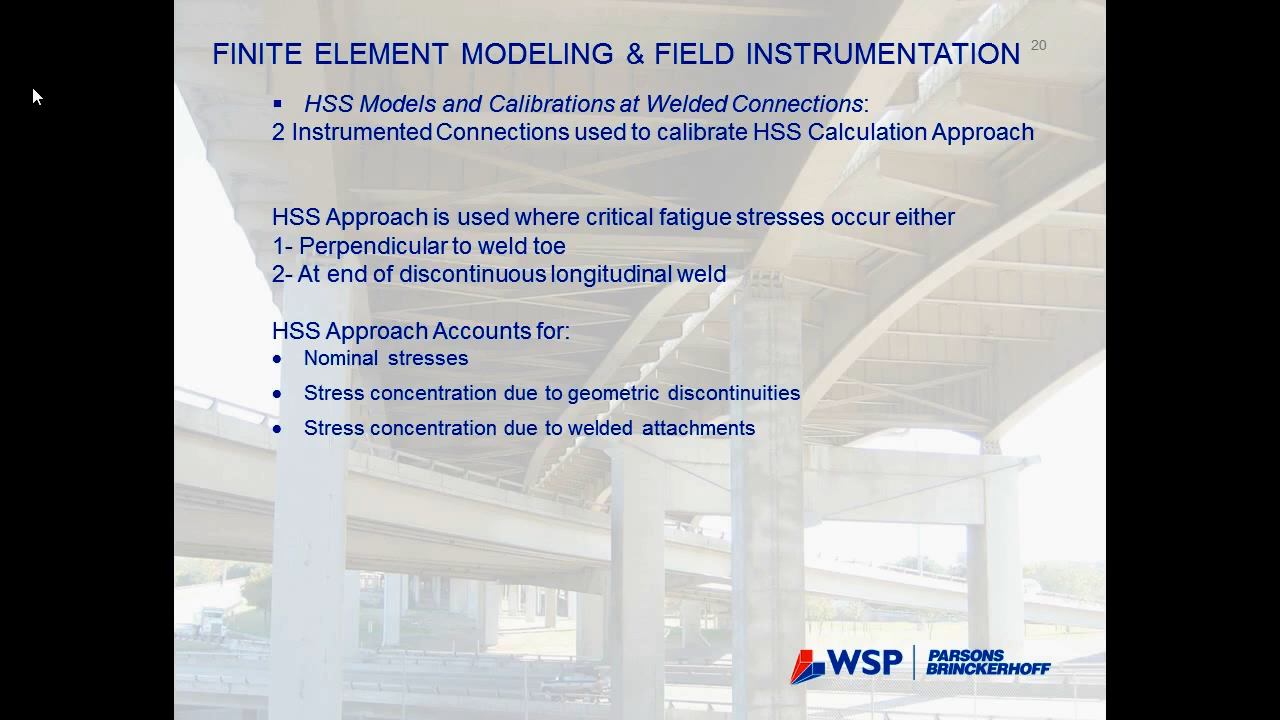 FINITE ELEMENT MODELING & FIELD INSTRUMENTATION 20
▪ HSS Models and Calibrations at Welded Connections:
2 Instrumented Connections used to calibrate HSS Calculation Approach
HSS Approach is used where critical fatigue stresses occur either
1- Perpendicular to weld toe
2- At end of discontinuous longitudinal weld
HSS Approach Accounts for:
• Nominal stresses
• Stress concentration due to geometric discontinuities
• Stress concentration due to welded attachments
WSP | PARSONS
BRINCKERHOFF